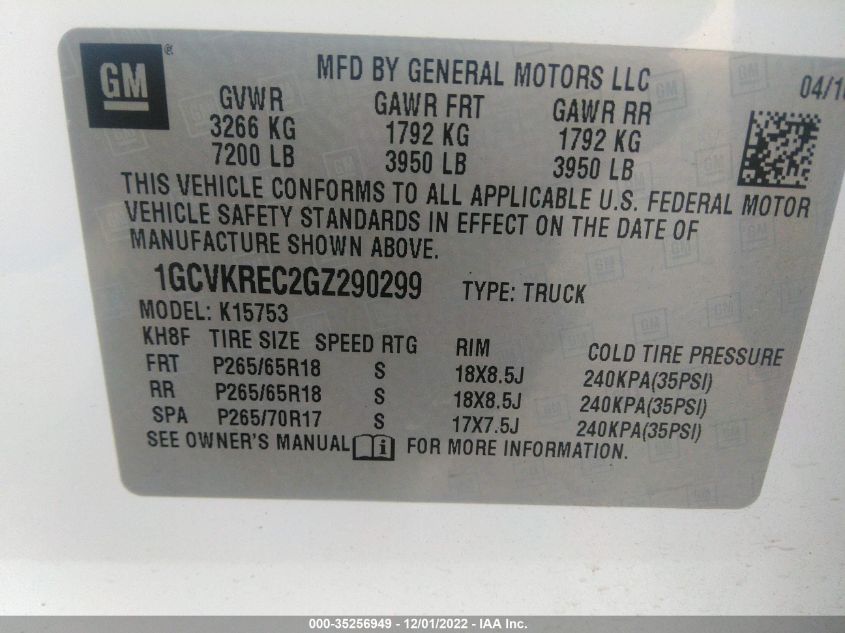 GM ®
MFD BY GENERAL MOTORS LLC
GVWR GAWR FRT GAWR RR
3266 KG 1792 KG 1792 KG
7200 LB 3950 LB 3950 LB
THIS VEHICLE CONFORMS TO ALL APPLICABLE U.S. FEDERAL MOTOR
VEHICLE SAFETY STANDARDS IN EFFECT ON THE DATE OF
MANUFACTURE SHOWN ABOVE.
1GCVKREC2GZ290299 TYPE: TRUCK
MODEL: K15753
KH8F TIRE SIZE SPEED RTG RIM COLD TIRE PRESSURE
FRT P265/65R18 S 18X8.5J 240KPA(35PSI)
RR P265/65R18 S 18X8.5J 240KPA(35PSI)
SPA P265/70R17 S 17X7.5J 240KPA(35PSI)
SEE OWNER'S MANUAL i FOR MORE INFORMATION.
000-35256949 - 12/01/2022 - IAA Inc.